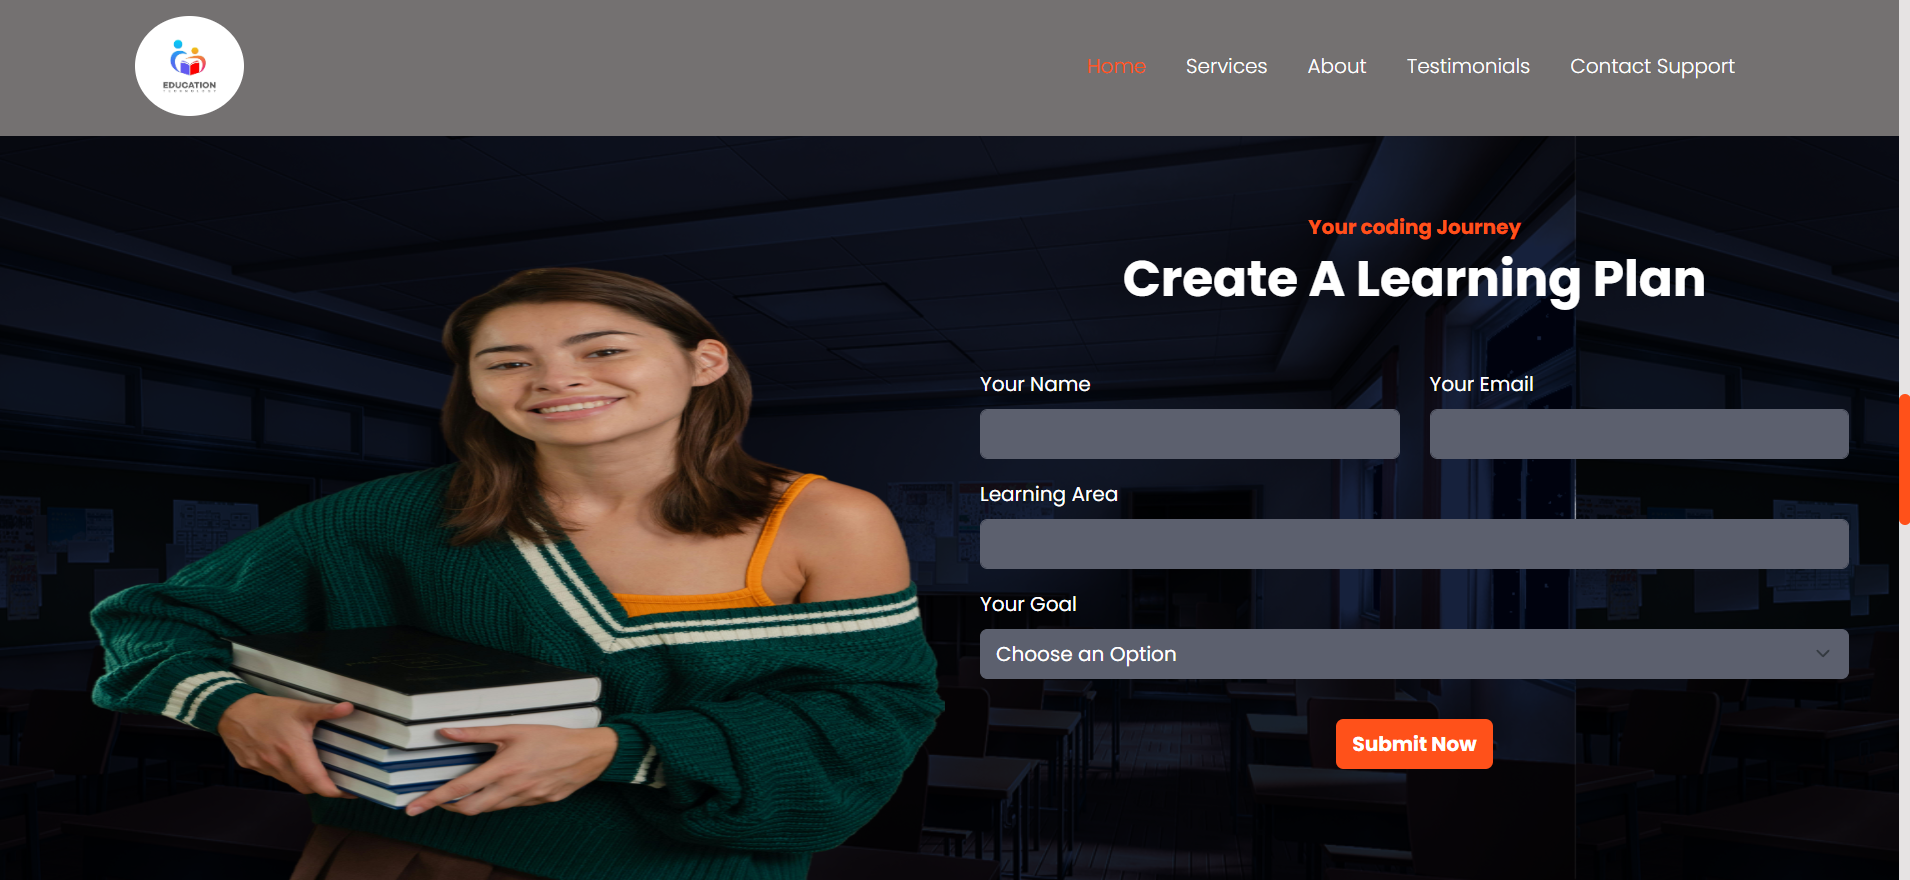 EDUCATION
Home Services About Testimonials Contact Support
Your coding Journey
Create A Learning Plan
Your Name Your Email
Learning Area
Your Goal
Choose an Option
Submit Now